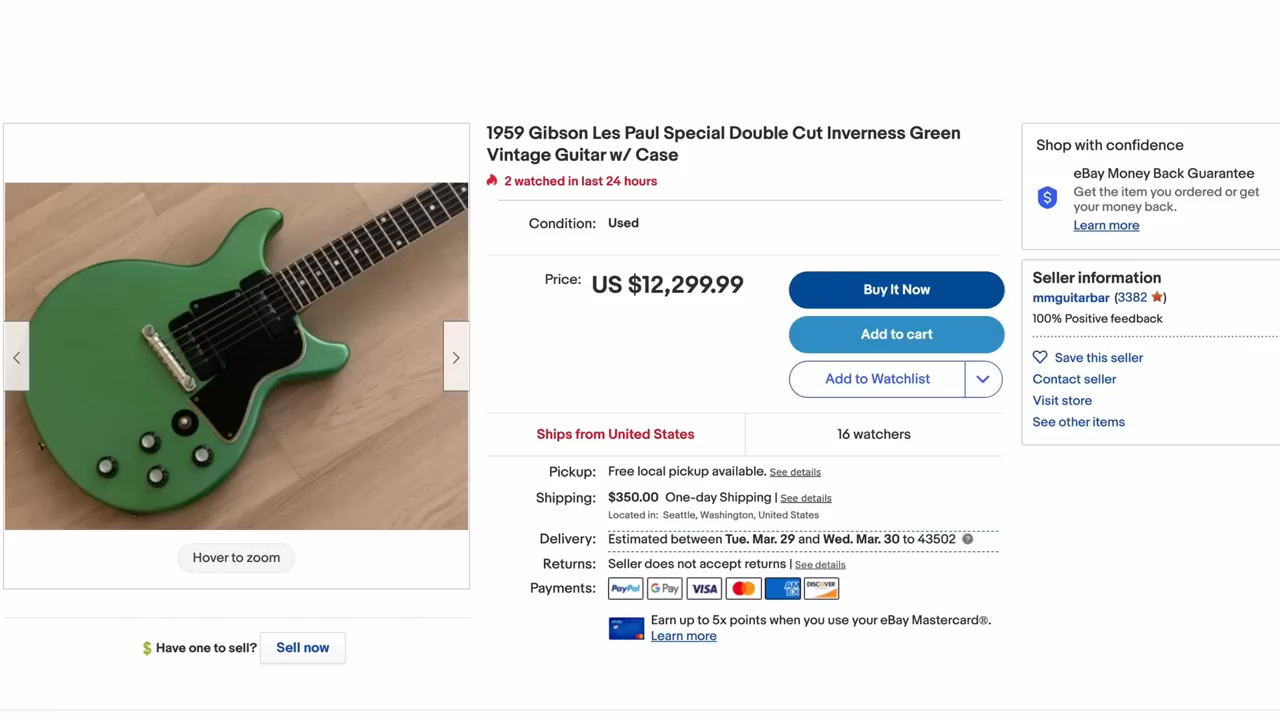 1959 Gibson Les Paul Special Double Cut Inverness Green
Vintage Guitar w/ Case
2 watched in last 24 hours
Condition: Used
Price: US $12,299.99
Buy It Now
Add to cart
Add to Watchlist
Ships from United States
16 watchers
Pickup: Free local pickup available. See details
Shipping: $350.00 One-day Shipping | See details
Located in: Seattle, Washington, United States
Delivery: Estimated between Tue. Mar. 29 and Wed. Mar. 30 to 43502 ?
Returns: Seller does not accept returns | See details
Payments: PayPal G Pay VISA AM EX DISCOVER
Earn up to 5x points when you use your eBay Mastercard®.
Learn more
Hover to zoom
$ Have one to sell? Sell now
Shop with confidence
eBay Money Back Guarantee
$
Get the item you ordered or get
your money back.
Learn more
Seller information
mmguitarbar (3382 ★)
100% Positive feedback
Save this seller
Contact seller
Visit store
See other items